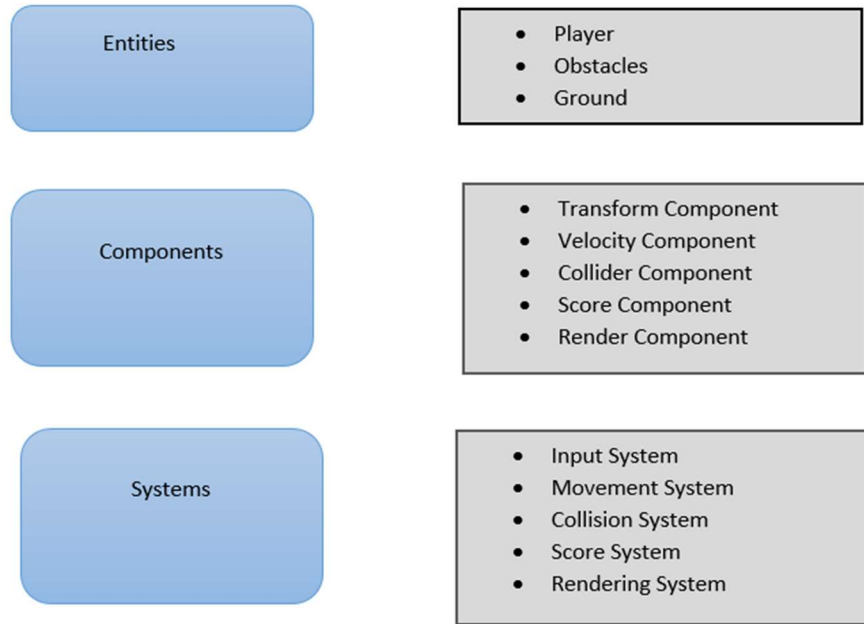 Entities
• Player
• Obstacles
• Ground
Components
• Transform Component
• Velocity Component
• Collider Component
• Score Component
• Render Component
Systems
• Input System
• Movement System
• Collision System
• Score System
• Rendering System